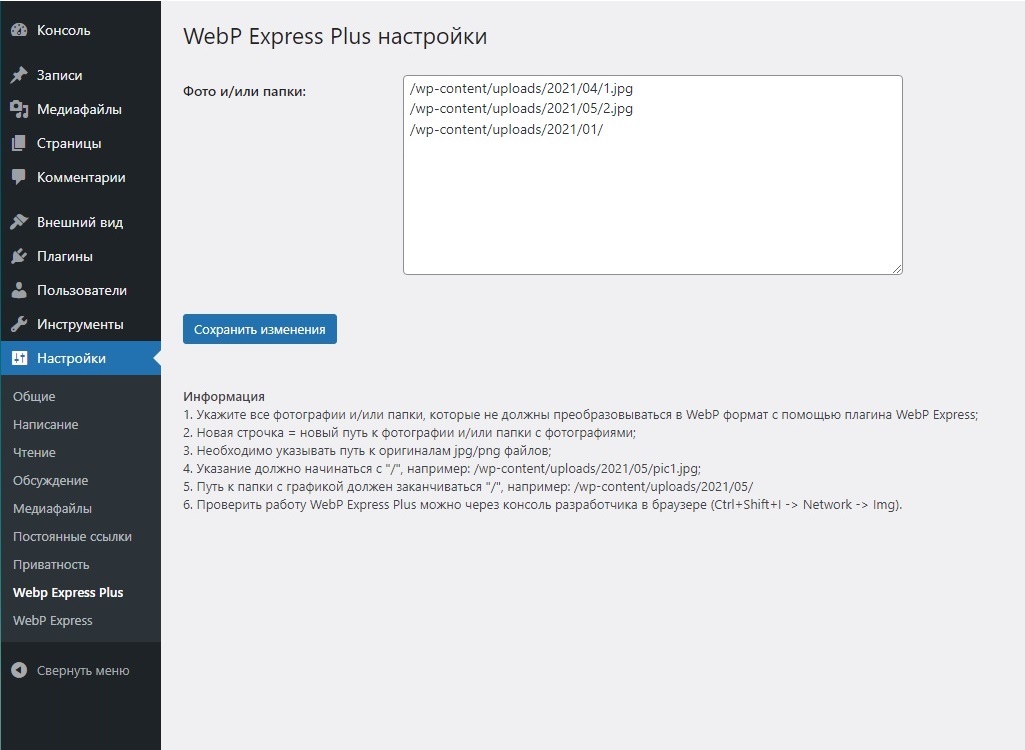 Консоль
Записи
Медиафайлы
Страницы
Комментарии
Внешний вид
Плагины
Пользователи
Инструменты
Настройки
Общие
Написание
Чтение
Обсуждение
Медиафайлы
Постоянные ссылки
Приватность
Webp Express Plus
WebP Express
Свернуть меню
WebP Express Plus настройки
Фото и/или папки:
/wp-content/uploads/2021/04/1.jpg
/wp-content/uploads/2021/05/2.jpg
/wp-content/uploads/2021/01/
Сохранить изменения
Информация
1. Укажите все фотографии и/или папки, которые не должны преобразовываться в WebP формат с помощью плагина WebP Express;
2. Новая строчка = новый путь к фотографии и/или папки с фотографиями;
3. Необходимо указывать путь к оригиналам jpg/png файлов;
4. Указание должно начинаться с "/", например: /wp-content/uploads/2021/05/pic1.jpg;
5. Путь к папки с графикой должен заканчиваться "/", например: /wp-content/uploads/2021/05/
6. Проверить работу WebP Express Plus можно через консоль разработчика в браузере (Ctrl+Shift+I -> Network -> Img).